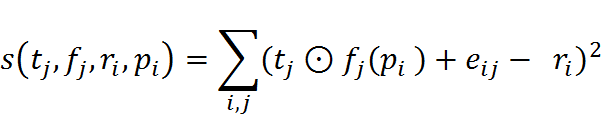 s(t_j, f_j, r_i, p_i) = ∑_{i,j}(t_j ⊙ f_j(p_i) + e_{ij} − r_i)^2